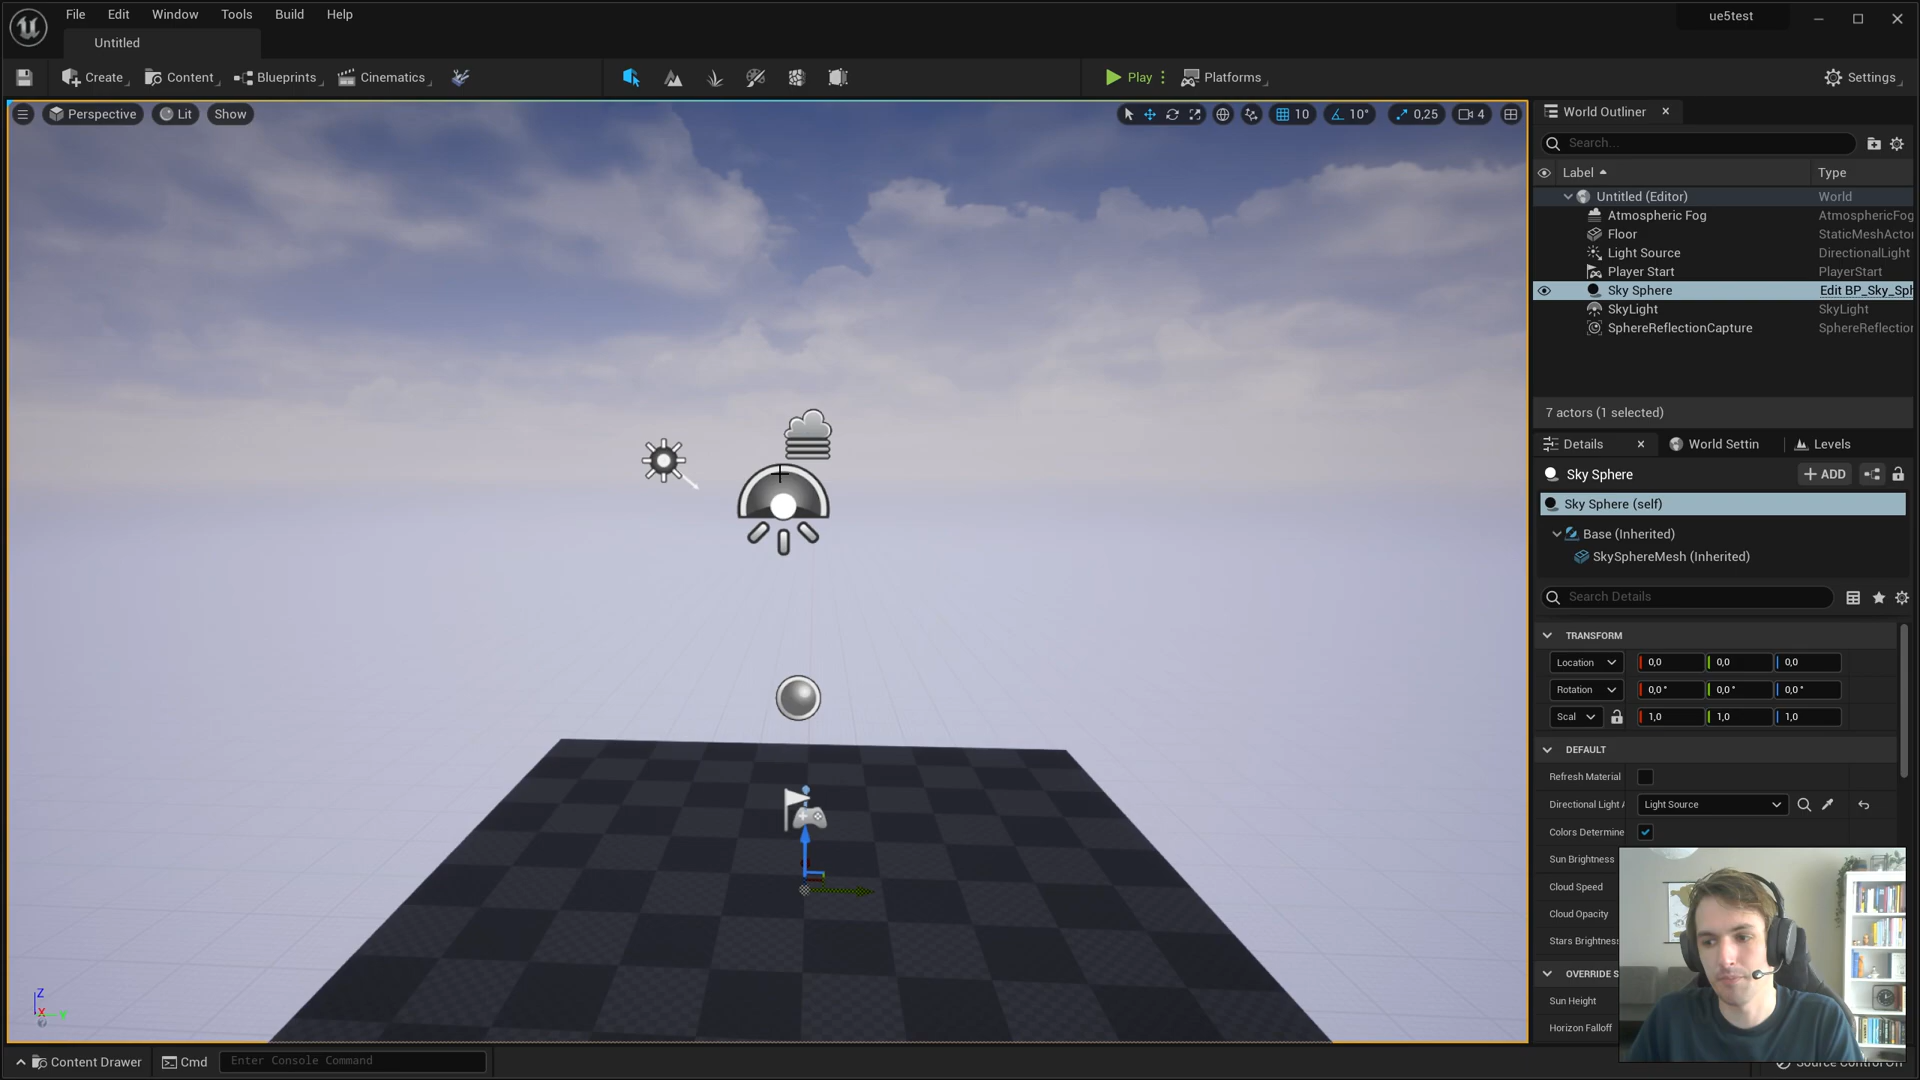 File Edit Window Tools Build Help
ue5test
Untitled
Create Content Blueprints Cinematics
Play Platforms
Settings
Perspective Lit Show
10 10° 0,25 4
World Outliner
Search...
Label Type
Untitled (Editor) World
Atmospheric Fog AtmosphericFog
Floor StaticMeshActor
Light Source DirectionalLight
Player Start PlayerStart
Sky Sphere Edit BP_Sky_Sph
SkyLight SkyLight
SphereReflectionCapture SphereReflection
7 actors (1 selected)
Details World Settin Levels
Sky Sphere + ADD
Sky Sphere (self)
Base (Inherited)
SkySphereMesh (Inherited)
Search Details
TRANSFORM
Location 0,0 0,0 0,0
Rotation 0,0° 0,0° 0,0°
Scal 1,0 1,0 1,0
DEFAULT
Refresh Material
Directional Light A Light Source
Colors Determine
Sun Brightness
Cloud Speed
Cloud Opacity
Stars Brightness
OVERRIDE S
Sun Height
Horizon Falloff
Z
X
Content Drawer Cmd Enter Console Command